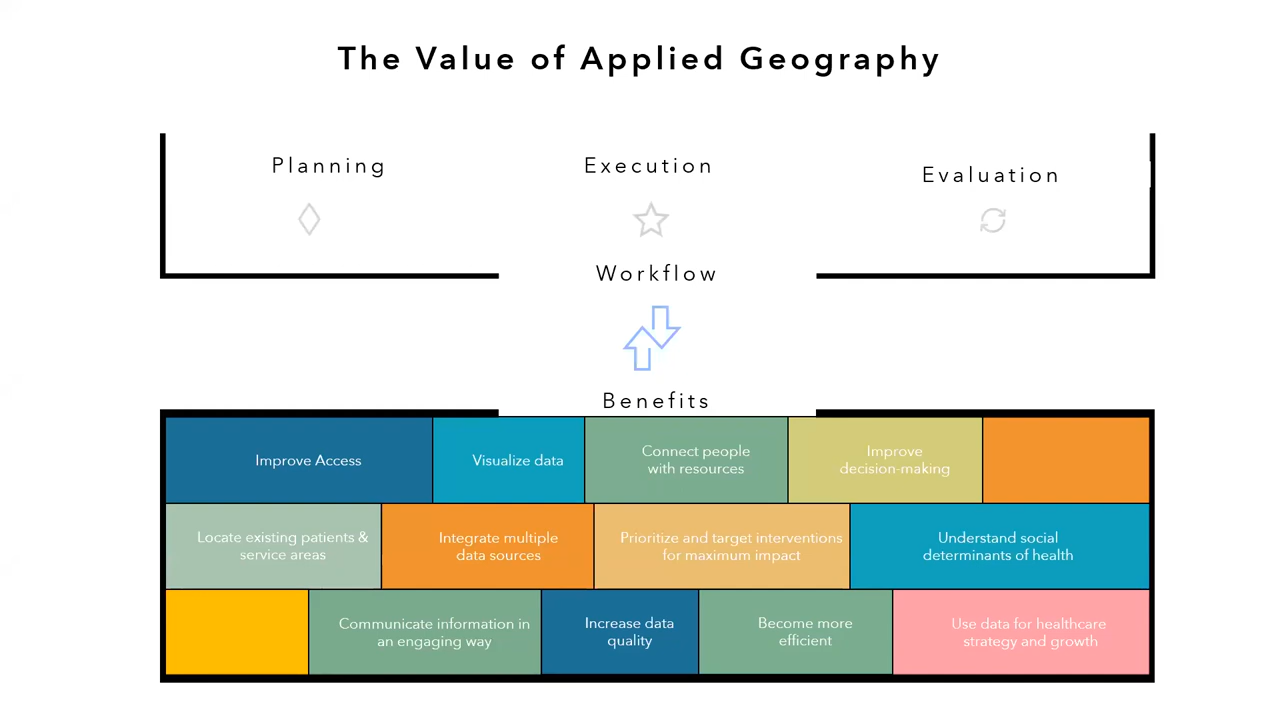 The Value of Applied Geography
Planning
Execution
Evaluation
Workflow
Benefits
Improve Access
Visualize data
Connect people
with resources
Improve
decision-making
Locate existing patients &
service areas
Integrate multiple
data sources
Prioritize and target interventions
for maximum impact
Understand social
determinants of health
Communicate information in
an engaging way
Increase data
quality
Become more
efficient
Use data for healthcare
strategy and growth